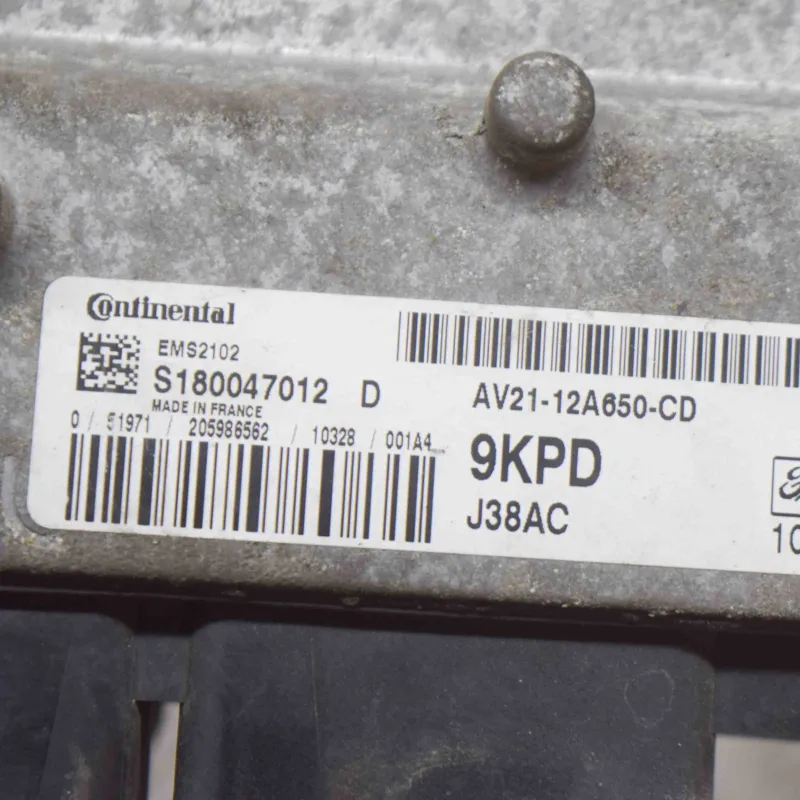 Continental
EMS2102
S180047012 D
MADE IN FRANCE
0 / 51971 / 205986562 / 10328 / 001A4
AV21-12A650-CD
9KPD
J38AC
10